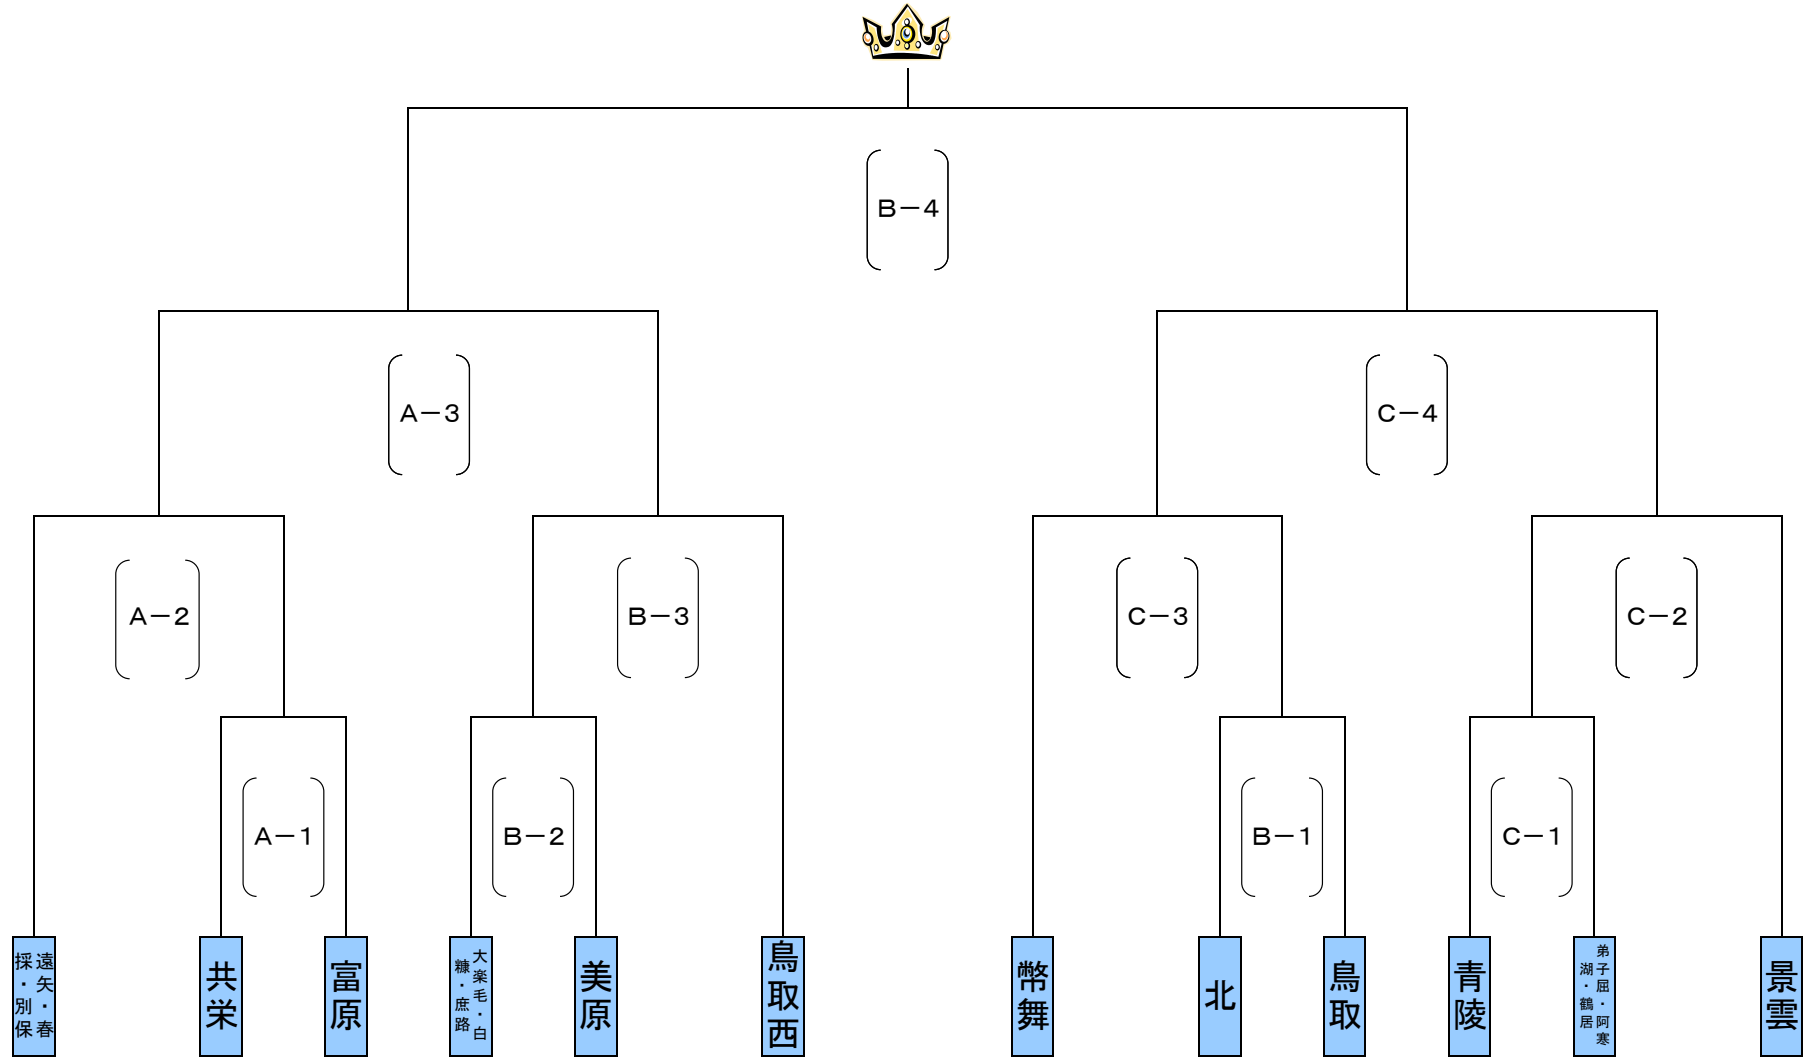 B－4
A－3
C－4
A－2
B－3
C－3
C－2
A－1
B－2
B－1
C－1
遠矢・春
採・別保
共栄
富原
大楽毛・白
糠・庶路
美原
鳥取西
幣舞
北
鳥取
青陵
弟子屈・阿寒
湖・鶴居
景雲